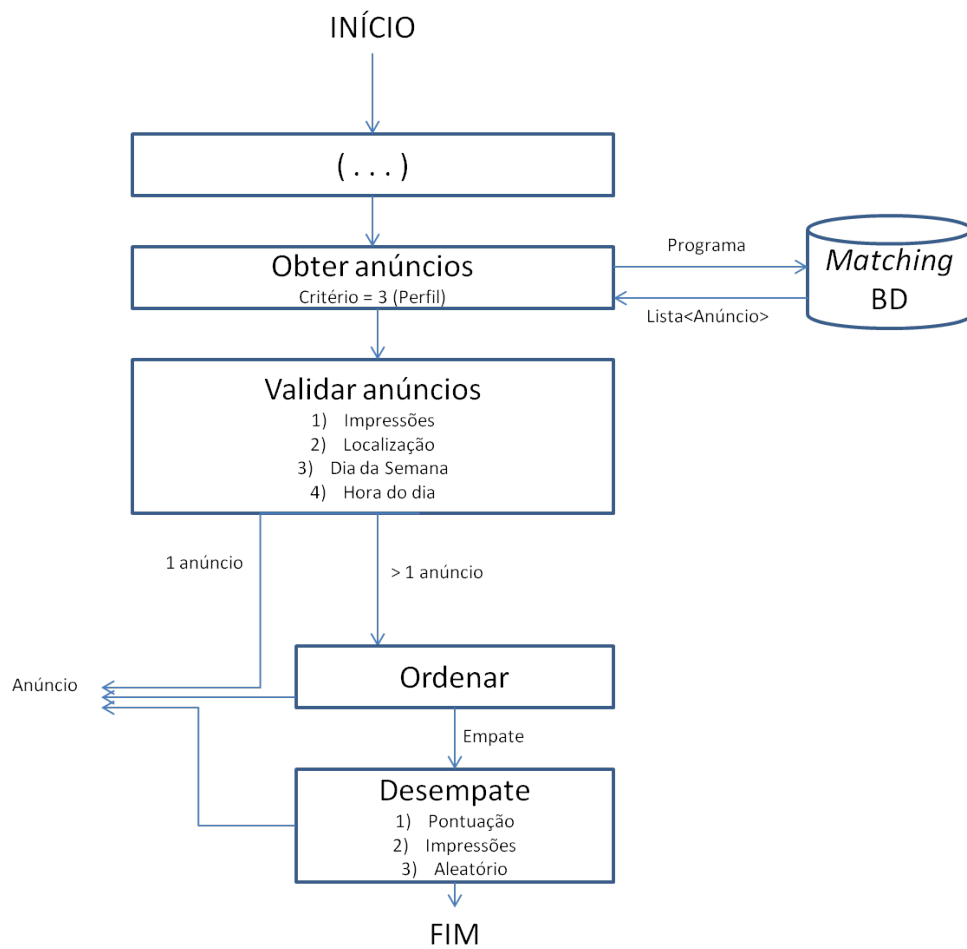 INÍCIO
( . . . )
Obter anúncios
Critério = 3 (Perfil)
Programa
Lista<Anúncio>
Matching
BD
Validar anúncios
1) Impressões
2) Localização
3) Dia da Semana
4) Hora do dia
1 anúncio
> 1 anúncio
Anúncio
Ordenar
Empate
Desempate
1) Pontuação
2) Impressões
3) Aleatório
FIM